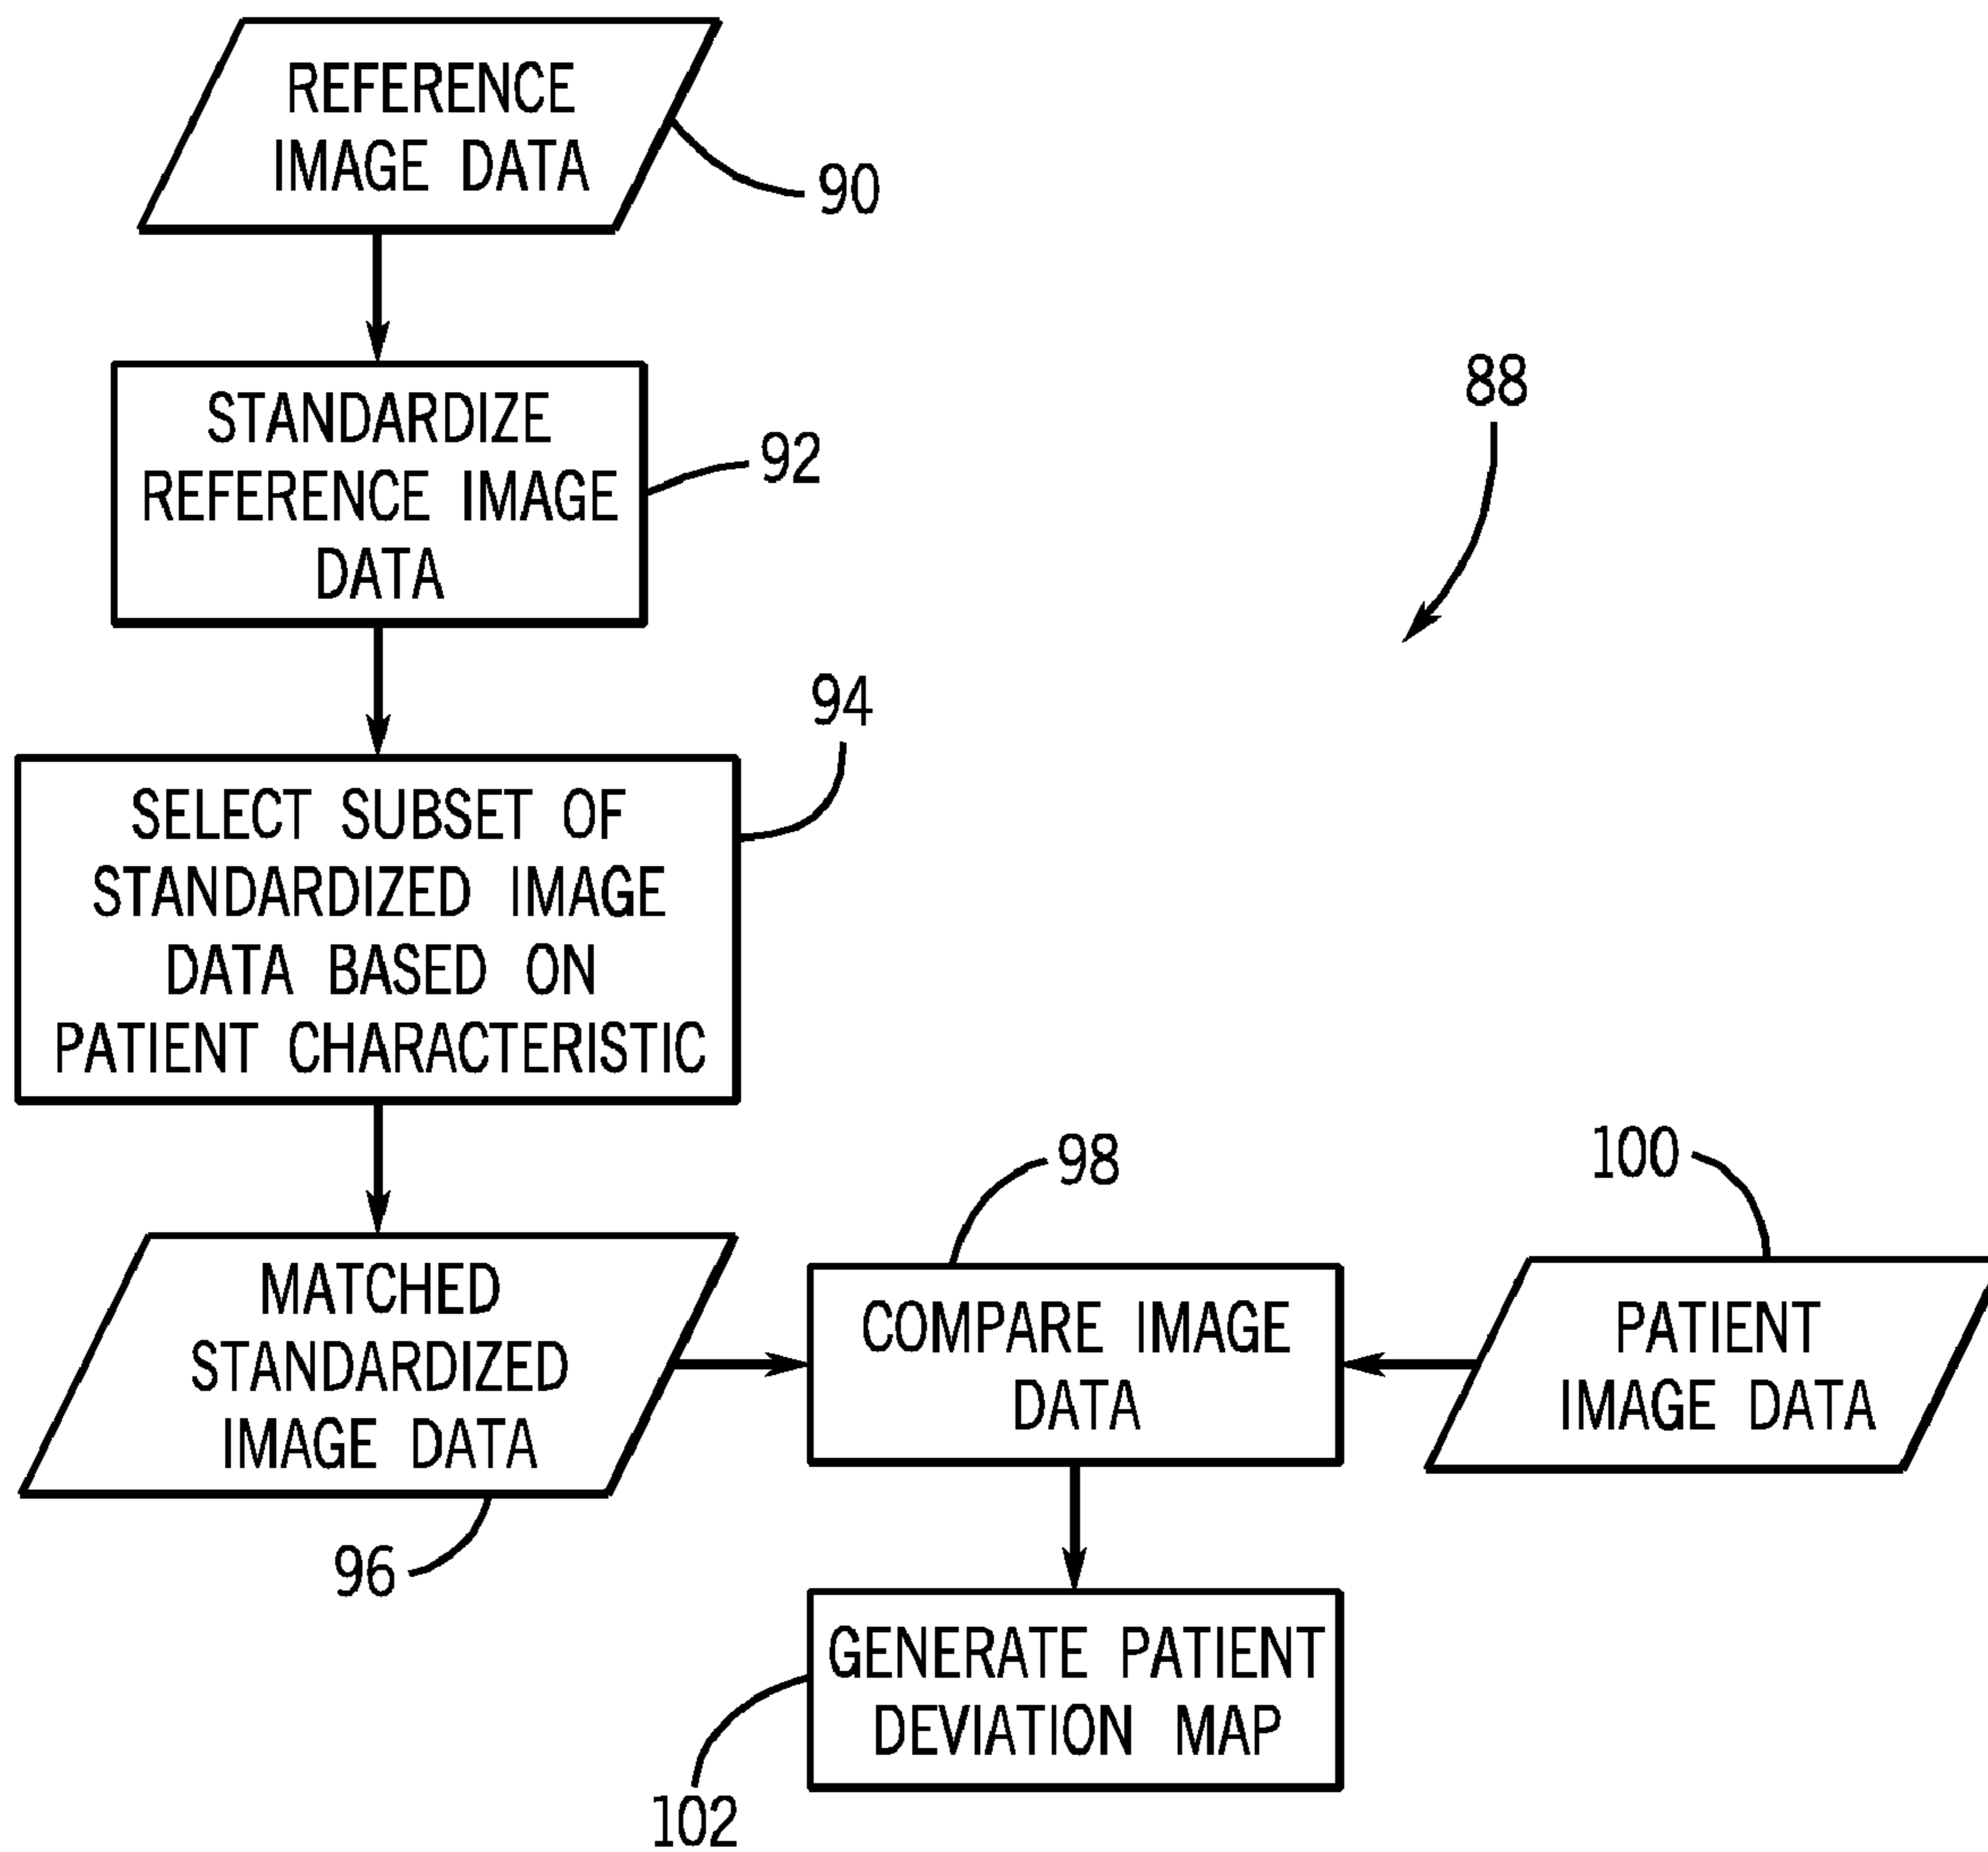 REFERENCE
IMAGE DATA
90
STANDARDIZE
REFERENCE IMAGE
DATA
92
88
94
SELECT SUBSET OF
STANDARDIZED IMAGE
DATA BASED ON
PATIENT CHARACTERISTIC
MATCHED
STANDARDIZED
IMAGE DATA
96
98
COMPARE IMAGE
DATA
100
PATIENT
IMAGE DATA
GENERATE PATIENT
DEVIATION MAP
102